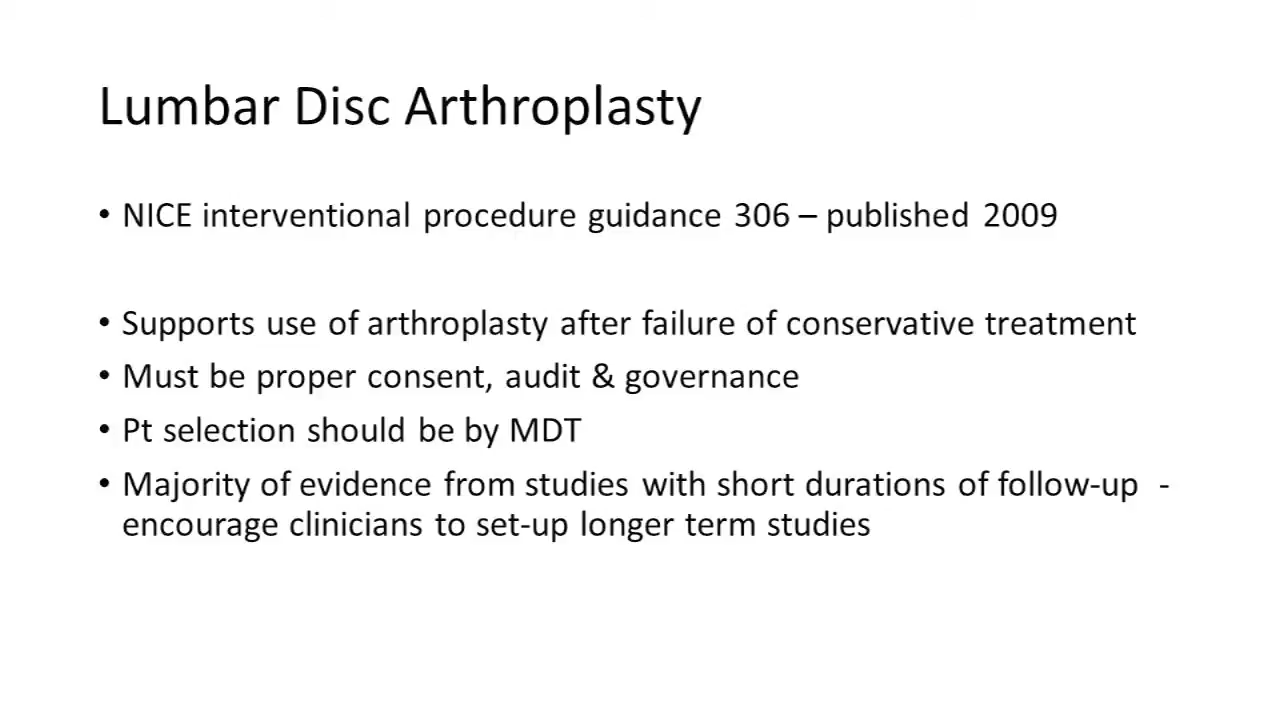 Lumbar Disc Arthroplasty
• NICE interventional procedure guidance 306 – published 2009
• Supports use of arthroplasty after failure of conservative treatment
• Must be proper consent, audit & governance
• Pt selection should be by MDT
• Majority of evidence from studies with short durations of follow-up -
encourage clinicians to set-up longer term studies